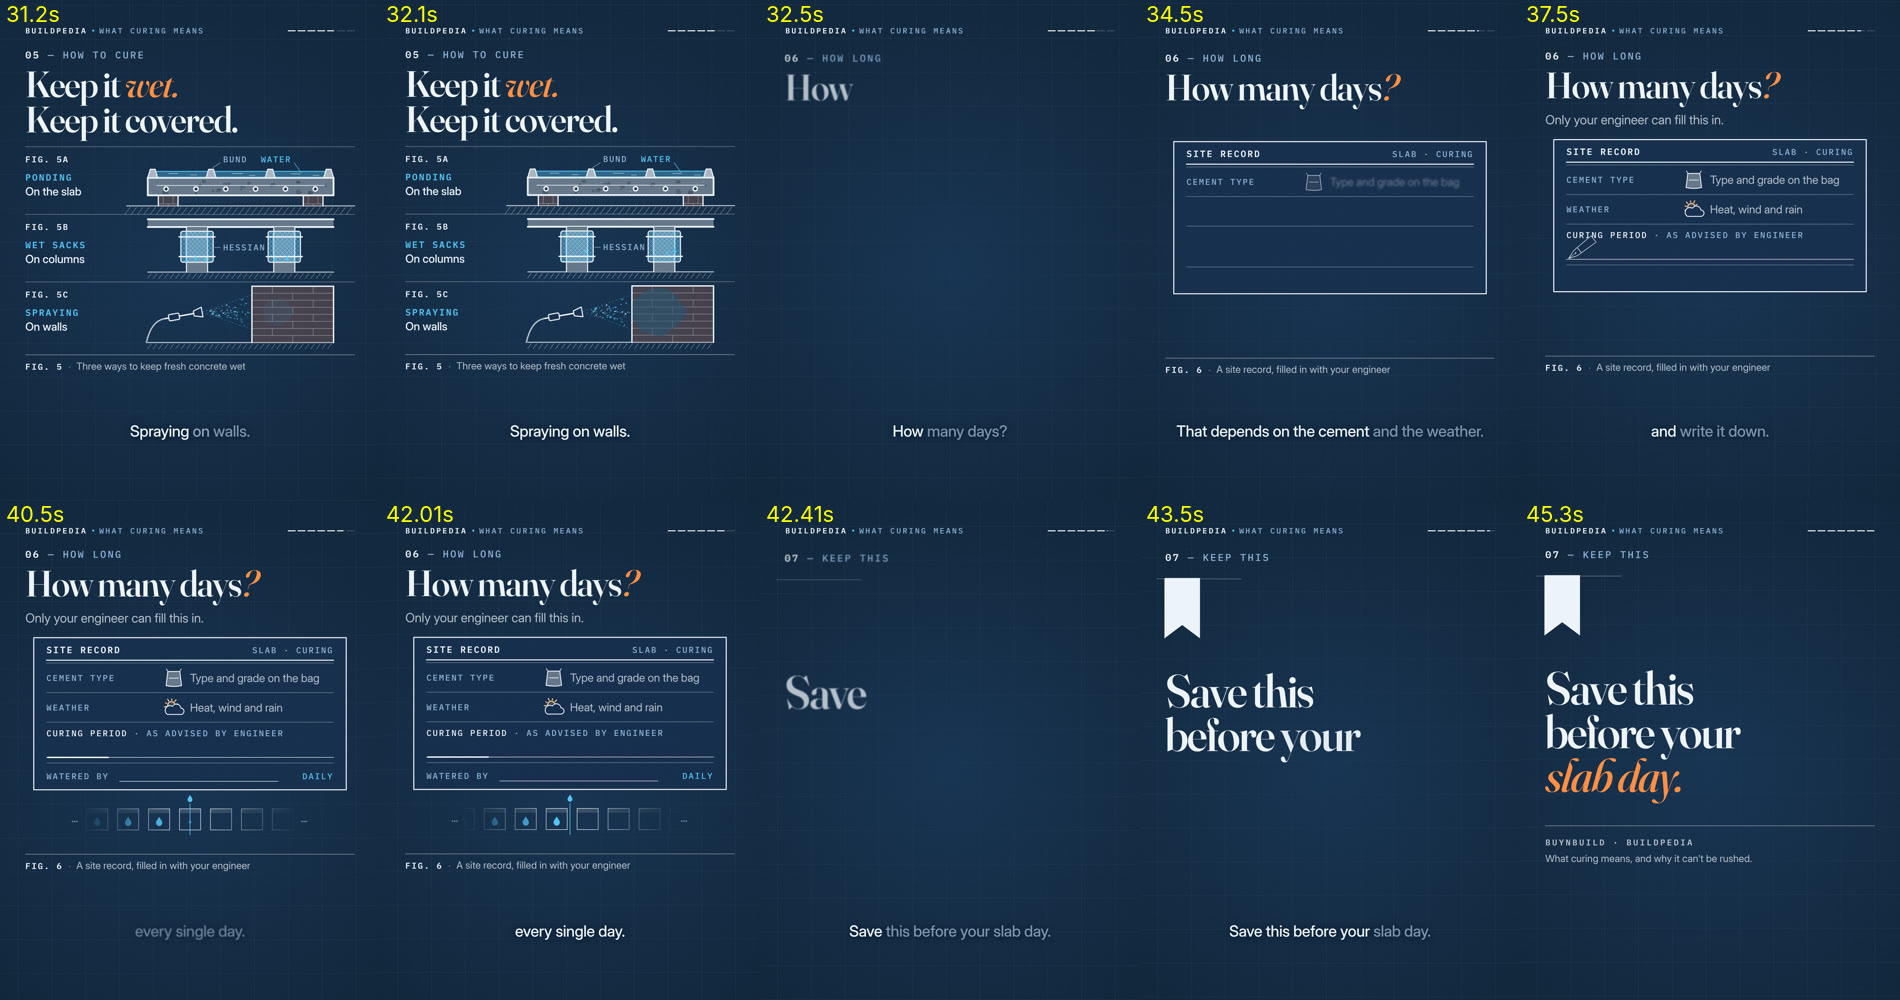 31.2s
BUILDPEDIA • WHAT CURING MEANS
05 – HOW TO CURE
Keep it wet.
Keep it covered.
FIG. 5A
BUND WATER
PONDING
On the slab
FIG. 5B
WET SACKS
HESSIAN
On columns
FIG. 5C
SPRAYING
On walls
FIG. 5 · Three ways to keep fresh concrete wet
Spraying on walls.
32.1s
BUILDPEDIA • WHAT CURING MEANS
05 – HOW TO CURE
Keep it wet.
Keep it covered.
FIG. 5A
BUND WATER
PONDING
On the slab
FIG. 5B
WET SACKS
HESSIAN
On columns
FIG. 5C
SPRAYING
On walls
FIG. 5 · Three ways to keep fresh concrete wet
Spraying on walls.
32.5s
BUILDPEDIA • WHAT CURING MEANS
06 – HOW LONG
How
How many days?
34.5s
BUILDPEDIA • WHAT CURING MEANS
06 – HOW LONG
How many days?
SITE RECORD SLAB · CURING
CEMENT TYPE Type and grade on the bag
FIG. 6 · A site record, filled in with your engineer
That depends on the cement and the weather.
37.5s
BUILDPEDIA • WHAT CURING MEANS
06 – HOW LONG
How many days?
Only your engineer can fill this in.
SITE RECORD SLAB · CURING
CEMENT TYPE Type and grade on the bag
WEATHER Heat, wind and rain
CURING PERIOD · AS ADVISED BY ENGINEER
FIG. 6 · A site record, filled in with your engineer
and write it down.
40.5s
BUILDPEDIA • WHAT CURING MEANS
06 – HOW LONG
How many days?
Only your engineer can fill this in.
SITE RECORD SLAB · CURING
CEMENT TYPE Type and grade on the bag
WEATHER Heat, wind and rain
CURING PERIOD · AS ADVISED BY ENGINEER
WATERED BY DAILY
... ...
FIG. 6 · A site record, filled in with your engineer
every single day.
42.01s
BUILDPEDIA • WHAT CURING MEANS
06 – HOW LONG
How many days?
Only your engineer can fill this in.
SITE RECORD SLAB · CURING
CEMENT TYPE Type and grade on the bag
WEATHER Heat, wind and rain
CURING PERIOD · AS ADVISED BY ENGINEER
WATERED BY DAILY
... ...
FIG. 6 · A site record, filled in with your engineer
every single day.
42.41s
BUILDPEDIA • WHAT CURING MEANS
07 – KEEP THIS
Save
Save this before your slab day.
43.5s
BUILDPEDIA • WHAT CURING MEANS
07 – KEEP THIS
Save this
before your
Save this before your slab day.
45.3s
BUILDPEDIA • WHAT CURING MEANS
07 – KEEP THIS
Save this
before your
slab day.
BUYNBUILD · BUILDPEDIA
What curing means, and why it can't be rushed.